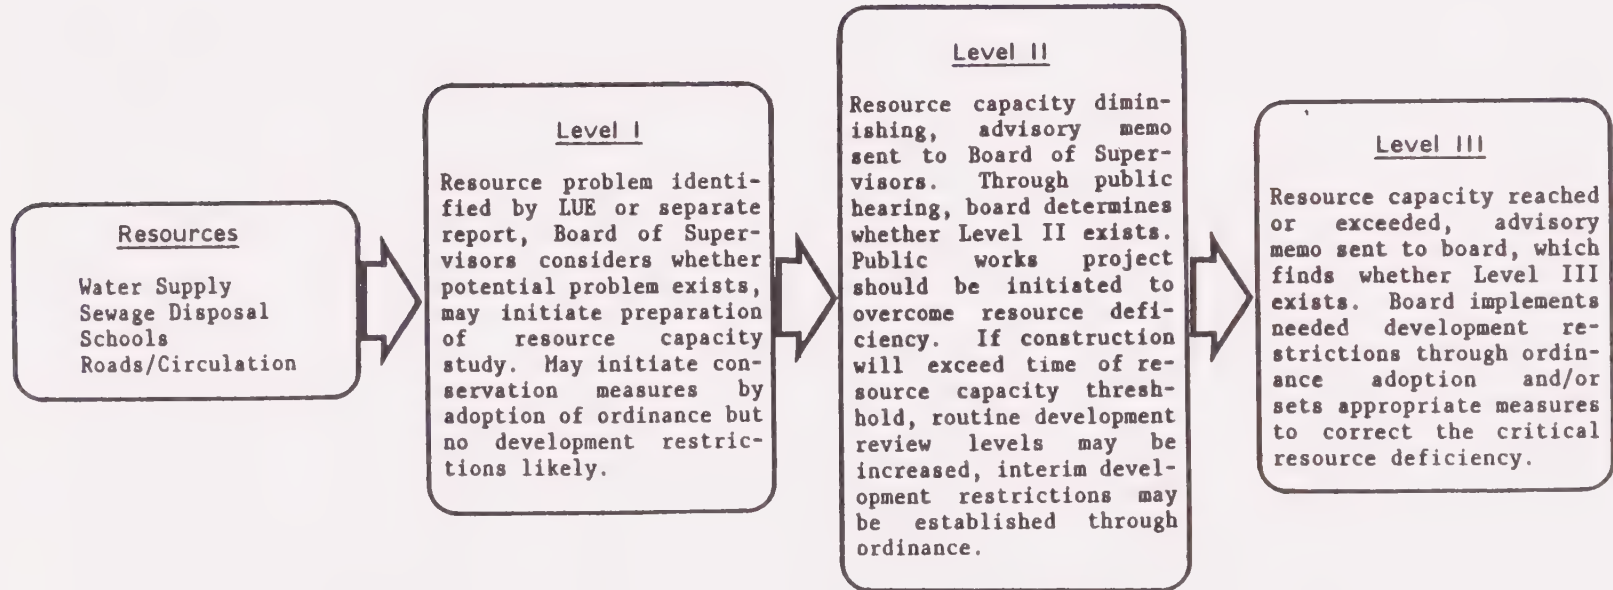 Resources
Water Supply
Sewage Disposal
Schools
Roads/Circulation
Level I
Resource problem identi-
fied by LUE or separate
report, Board of Super-
visors considers whether
potential problem exists,
may initiate preparation
of resource capacity
study. May initiate con-
servation measures by
adoption of ordinance but
no development restric-
tions likely.
Level II
Resource capacity dimin-
ishing, advisory memo
sent to Board of Super-
visors. Through public
hearing, board determines
whether Level II exists.
Public works project
should be initiated to
overcome resource defi-
ciency. If construction
will exceed time of re-
source capacity thresh-
hold, routine development
review levels may be
increased, interim devel-
opment restrictions may
be established through
ordinance.
Level III
Resource capacity reached
or exceeded, advisory
memo sent to board, which
finds whether Level III
exists. Board implements
needed development re-
strictions through ordin-
ance adoption and/or
sets appropriate measures
to correct the critical
resource deficiency.